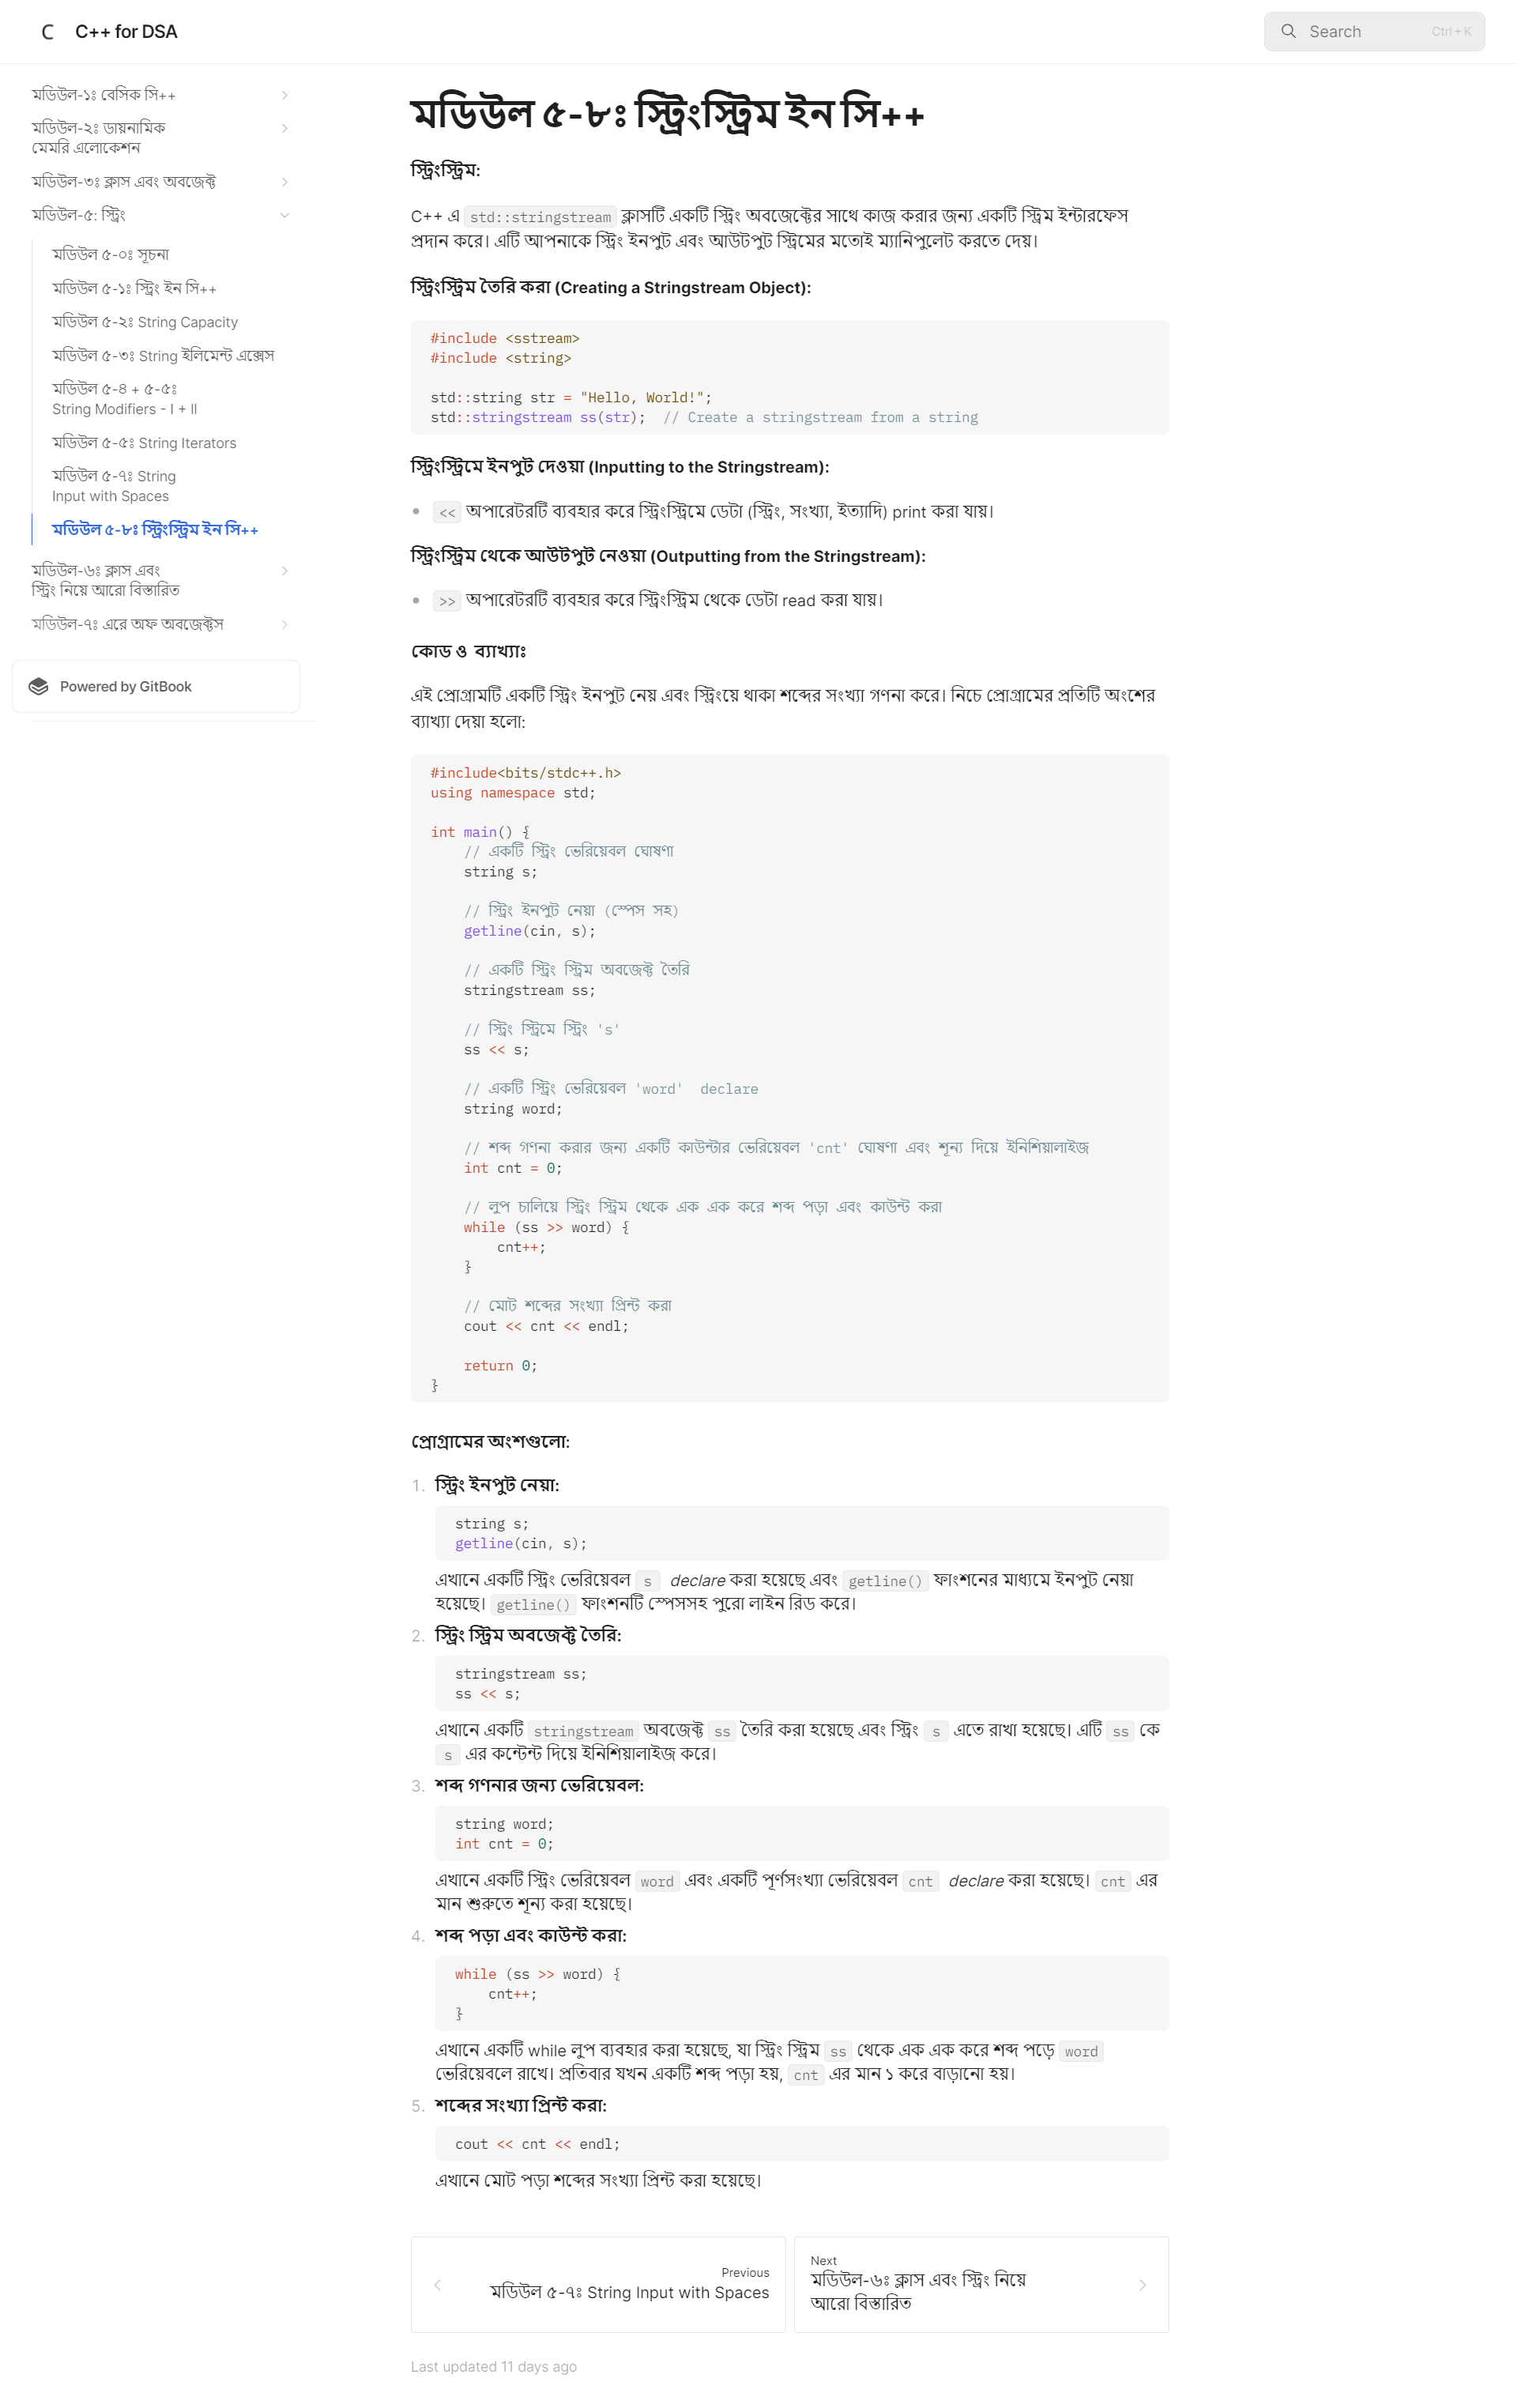 C C++ for DSA
Search Ctrl + K
মডিউল-১ঃ বেসিক সি++
মডিউল-২ঃ ডায়নামিক
মেমরি এলোকেশন
মডিউল-৩ঃ ক্লাস এবং অবজেক্ট
মডিউল-৫: স্ট্রিং
মডিউল ৫-০ঃ সূচনা
মডিউল ৫-১ঃ স্ট্রিং ইন সি++
মডিউল ৫-২ঃ String Capacity
মডিউল ৫-৩ঃ String ইলিমেন্ট এক্সেস
মডিউল ৫-৪ + ৫-৫ঃ
String Modifiers - I + II
মডিউল ৫-৫ঃ String Iterators
মডিউল ৫-৭ঃ String
Input with Spaces
মডিউল ৫-৮ঃ স্ট্রিংস্ট্রিম ইন সি++
মডিউল-৬ঃ ক্লাস এবং
স্ট্রিং নিয়ে আরো বিস্তারিত
মডিউল-৭ঃ এরে অফ অবজেক্টস
Powered by GitBook
মডিউল ৫-৮ঃ স্ট্রিংস্ট্রিম ইন সি++
স্ট্রিংস্ট্রিম:
C++ এ std::stringstream ক্লাসটি একটি স্ট্রিং অবজেক্টের সাথে কাজ করার জন্য একটি স্ট্রিম ইন্টারফেস
প্রদান করে। এটি আপনাকে স্ট্রিং ইনপুট এবং আউটপুট স্ট্রিমের মতোই ম্যানিপুলেট করতে দেয়।
স্ট্রিংস্ট্রিম তৈরি করা (Creating a Stringstream Object):
#include <sstream>
#include <string>
std::string str = "Hello, World!";
std::stringstream ss(str);  // Create a stringstream from a string
স্ট্রিংস্ট্রিমে ইনপুট দেওয়া (Inputting to the Stringstream):
• << অপারেটরটি ব্যবহার করে স্ট্রিংস্ট্রিমে ডেটা (স্ট্রিং, সংখ্যা, ইত্যাদি) print করা যায়।
স্ট্রিংস্ট্রিম থেকে আউটপুট নেওয়া (Outputting from the Stringstream):
• >> অপারেটরটি ব্যবহার করে স্ট্রিংস্ট্রিম থেকে ডেটা read করা যায়।
কোড ও ব্যাখ্যাঃ
এই প্রোগ্রামটি একটি স্ট্রিং ইনপুট নেয় এবং স্ট্রিংয়ে থাকা শব্দের সংখ্যা গণনা করে। নিচে প্রোগ্রামের প্রতিটি অংশের
ব্যাখ্যা দেয়া হলো:
#include<bits/stdc++.h>
using namespace std;
int main() {
// একটি স্ট্রিং ভেরিয়েবল ঘোষণা
string s;
// স্ট্রিং ইনপুট নেয়া (স্পেস সহ)
getline(cin, s);
// একটি স্ট্রিং স্ট্রিম অবজেক্ট তৈরি
stringstream ss;
// স্ট্রিং স্ট্রিমে স্ট্রিং 's'
ss << s;
// একটি স্ট্রিং ভেরিয়েবল 'word'  declare
string word;
// শব্দ গণনা করার জন্য একটি কাউন্টার ভেরিয়েবল 'cnt' ঘোষণা এবং শূন্য দিয়ে ইনিশিয়ালাইজ
int cnt = 0;
// লুপ চালিয়ে স্ট্রিং স্ট্রিম থেকে এক এক করে শব্দ পড়া এবং কাউন্ট করা
while (ss >> word) {
cnt++;
}
// মোট শব্দের সংখ্যা প্রিন্ট করা
cout << cnt << endl;
return 0;
}
প্রোগ্রামের অংশগুলো:
1. স্ট্রিং ইনপুট নেয়া:
string s;
getline(cin, s);
এখানে একটি স্ট্রিং ভেরিয়েবল s declare করা হয়েছে এবং getline() ফাংশনের মাধ্যমে ইনপুট নেয়া
হয়েছে। getline() ফাংশনটি স্পেসসহ পুরো লাইন রিড করে।
2. স্ট্রিং স্ট্রিম অবজেক্ট তৈরি:
stringstream ss;
ss << s;
এখানে একটি stringstream অবজেক্ট ss তৈরি করা হয়েছে এবং স্ট্রিং s এতে রাখা হয়েছে। এটি ss কে
s এর কন্টেন্ট দিয়ে ইনিশিয়ালাইজ করে।
3. শব্দ গণনার জন্য ভেরিয়েবল:
string word;
int cnt = 0;
এখানে একটি স্ট্রিং ভেরিয়েবল word এবং একটি পূর্ণসংখ্যা ভেরিয়েবল cnt declare করা হয়েছে। cnt এর
মান শুরুতে শূন্য করা হয়েছে।
4. শব্দ পড়া এবং কাউন্ট করা:
while (ss >> word) {
cnt++;
}
এখানে একটি while লুপ ব্যবহার করা হয়েছে, যা স্ট্রিং স্ট্রিম ss থেকে এক এক করে শব্দ পড়ে word
ভেরিয়েবলে রাখে। প্রতিবার যখন একটি শব্দ পড়া হয়, cnt এর মান ১ করে বাড়ানো হয়।
5. শব্দের সংখ্যা প্রিন্ট করা:
cout << cnt << endl;
এখানে মোট পড়া শব্দের সংখ্যা প্রিন্ট করা হয়েছে।
Previous
মডিউল ৫-৭ঃ String Input with Spaces
Next
মডিউল-৬ঃ ক্লাস এবং স্ট্রিং নিয়ে
আরো বিস্তারিত
Last updated 11 days ago